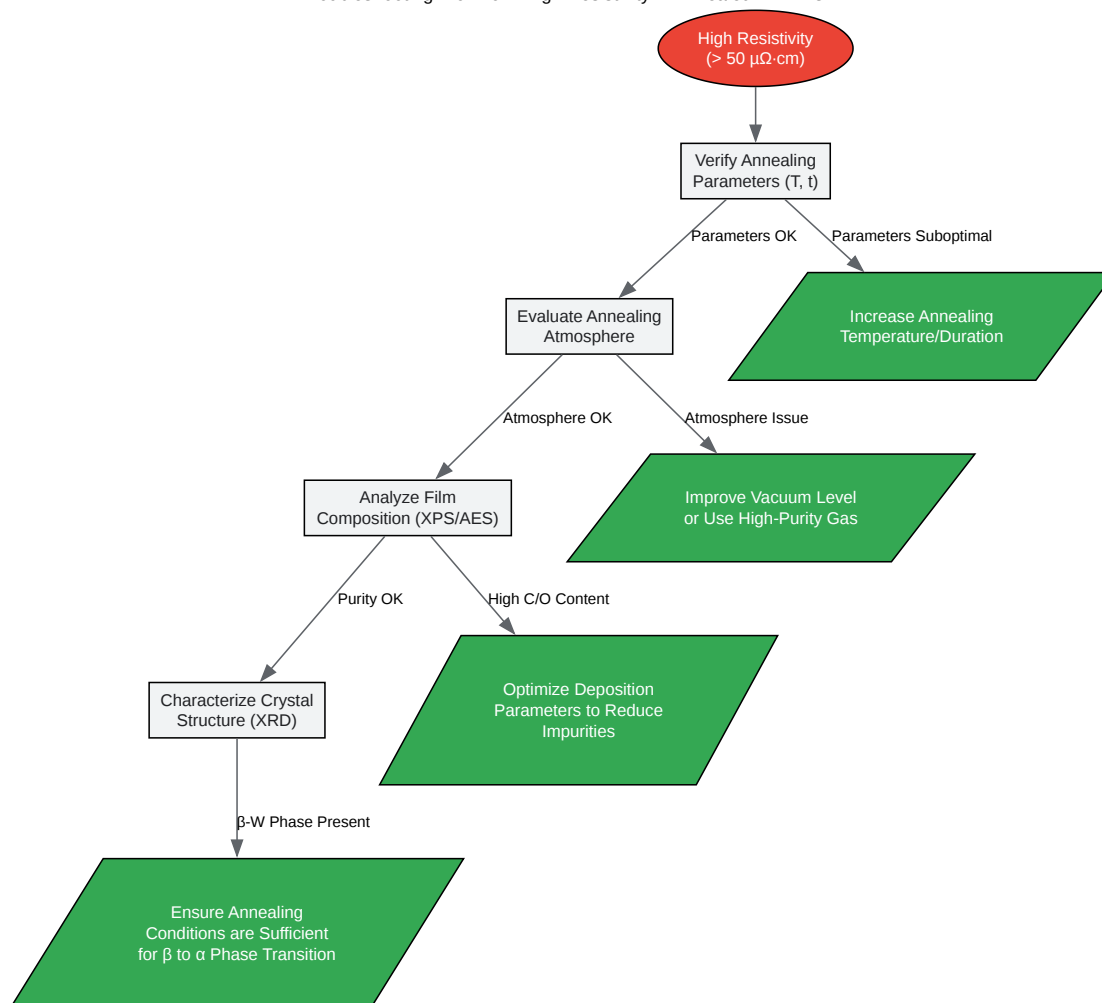 High Resistivity
(> 50 µΩ·cm)
Verify Annealing
Parameters (T, t)
Parameters OK
Parameters Suboptimal
Evaluate Annealing
Atmosphere
Increase Annealing
Temperature/Duration
Atmosphere OK
Atmosphere Issue
Analyze Film
Composition (XPS/AES)
Improve Vacuum Level
or Use High-Purity Gas
Purity OK
High C/O Content
Characterize Crystal
Structure (XRD)
Optimize Deposition
Parameters to Reduce
Impurities
β-W Phase Present
Ensure Annealing
Conditions are Sufficient
for β to α Phase Transition